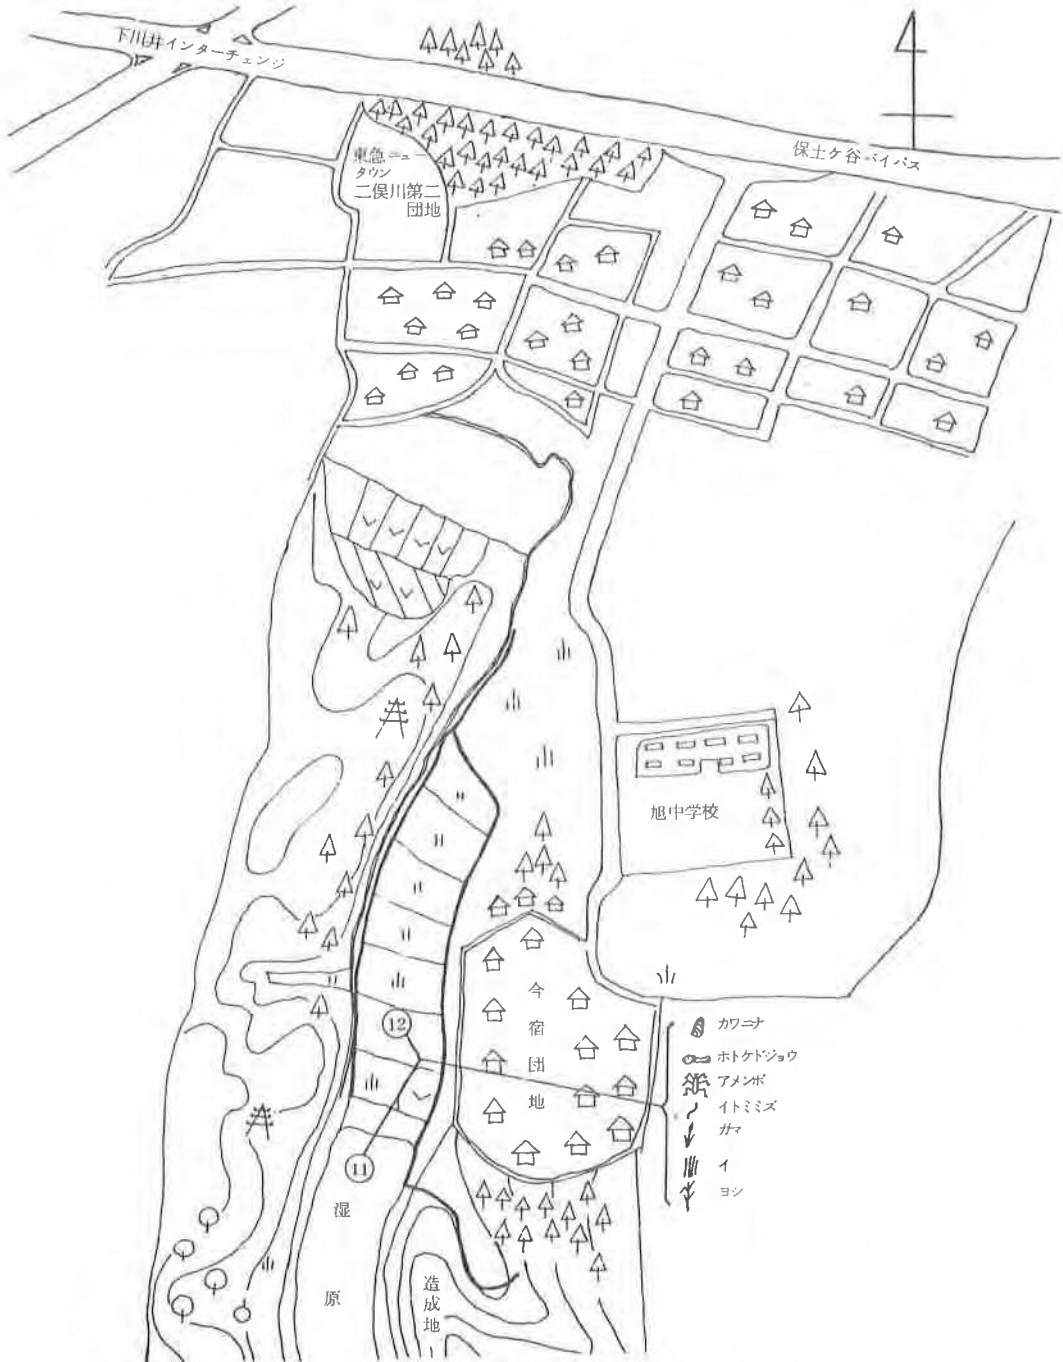 下川井インターチェンジ
保土ケ谷バイパス
東急ニュー
タウン
二俣川第二
団地
旭中学校
今宿団地
カワニナ
ホトケドジョウ
アメンボ
イトミミズ
ガマ
イ
ヨシ
12
11
湿原
造成地